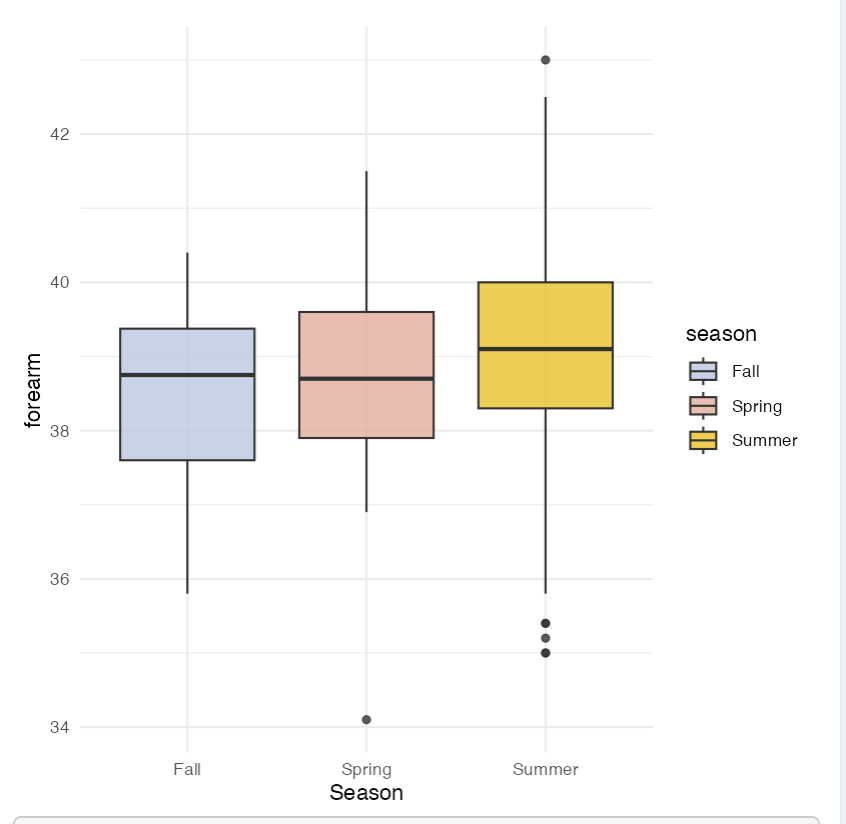 42
40
38
36
34
forearm
Fall
Spring
Summer
Season
season
Fall
Spring
Summer